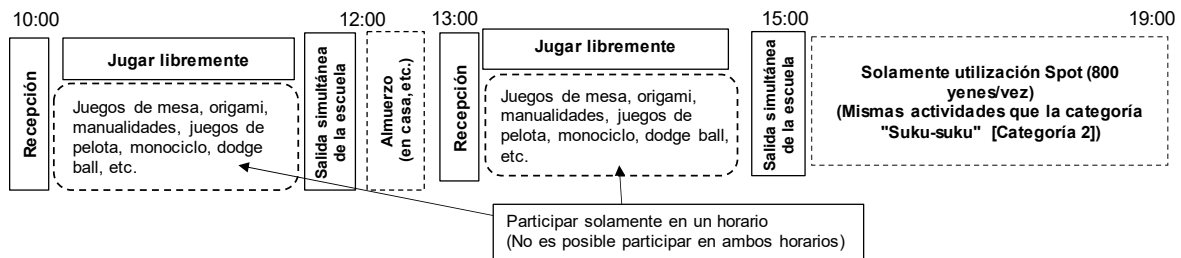 10:00
12:00
13:00
15:00
19:00
Recepción
Jugar libremente
Juegos de mesa, origami,
manualidades, juegos de
pelota, monociclo, dodge
ball, etc.
Salida simultánea
de la escuela
Almuerzo
(en casa, etc.)
Recepción
Jugar libremente
Juegos de mesa, origami,
manualidades, juegos de
pelota, monociclo, dodge ball,
etc.
Salida simultánea
de la escuela
Solamente utilización Spot (800
yenes/vez)
(Mismas actividades que la categoría
"Suku-suku" [Categoría 2])
Participar solamente en un horario
(No es posible participar en ambos horarios)